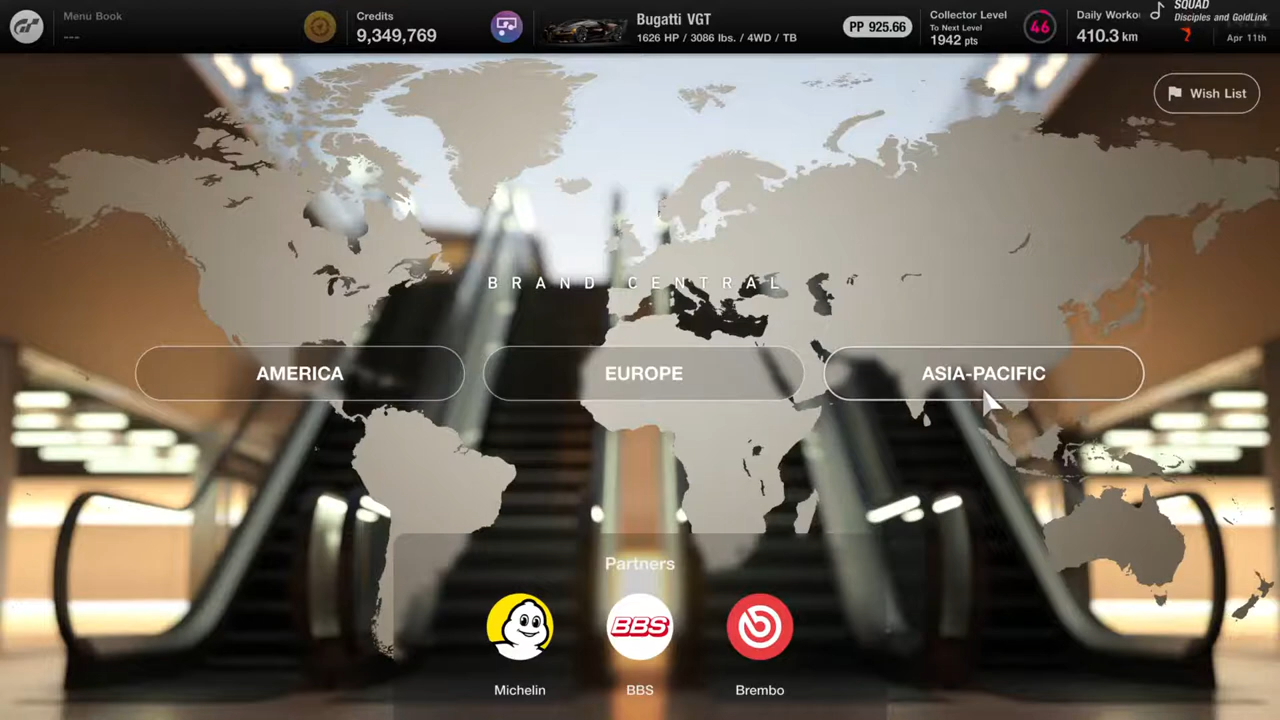 Menu Book
---
Credits
9,349,769
Bugatti VGT
1626 HP / 3086 lbs. / 4WD / TB
PP 925.66
Collector Level
To Next Level
1942 pts
46
Daily Worko
410.3 km
SQUAD
Disciples and GoldLink
Apr 11th
Wish List
BRAND CENTRAL
AMERICA
EUROPE
ASIA-PACIFIC
Partners
BBS
Michelin
BBS
Brembo